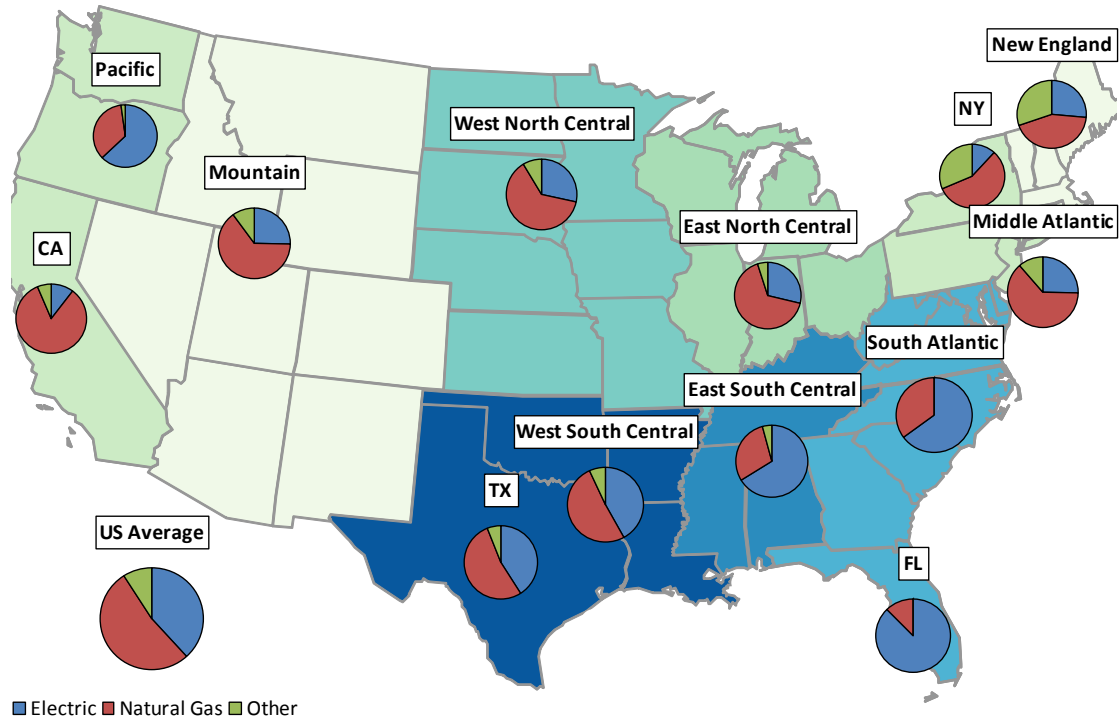 New England
Pacific
NY
West North Central
Mountain
East North Central
Middle Atlantic
CA
South Atlantic
East South Central
West South Central
TX
US Average
FL
Electric Natural Gas Other